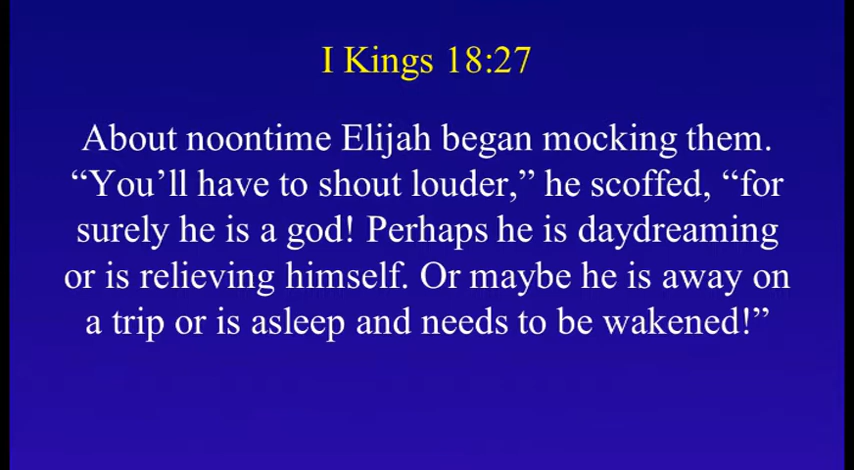 I Kings 18:27
About noontime Elijah began mocking them.
“You’ll have to shout louder,” he scoffed, “for
surely he is a god! Perhaps he is daydreaming
or is relieving himself. Or maybe he is away on
a trip or is asleep and needs to be wakened!”